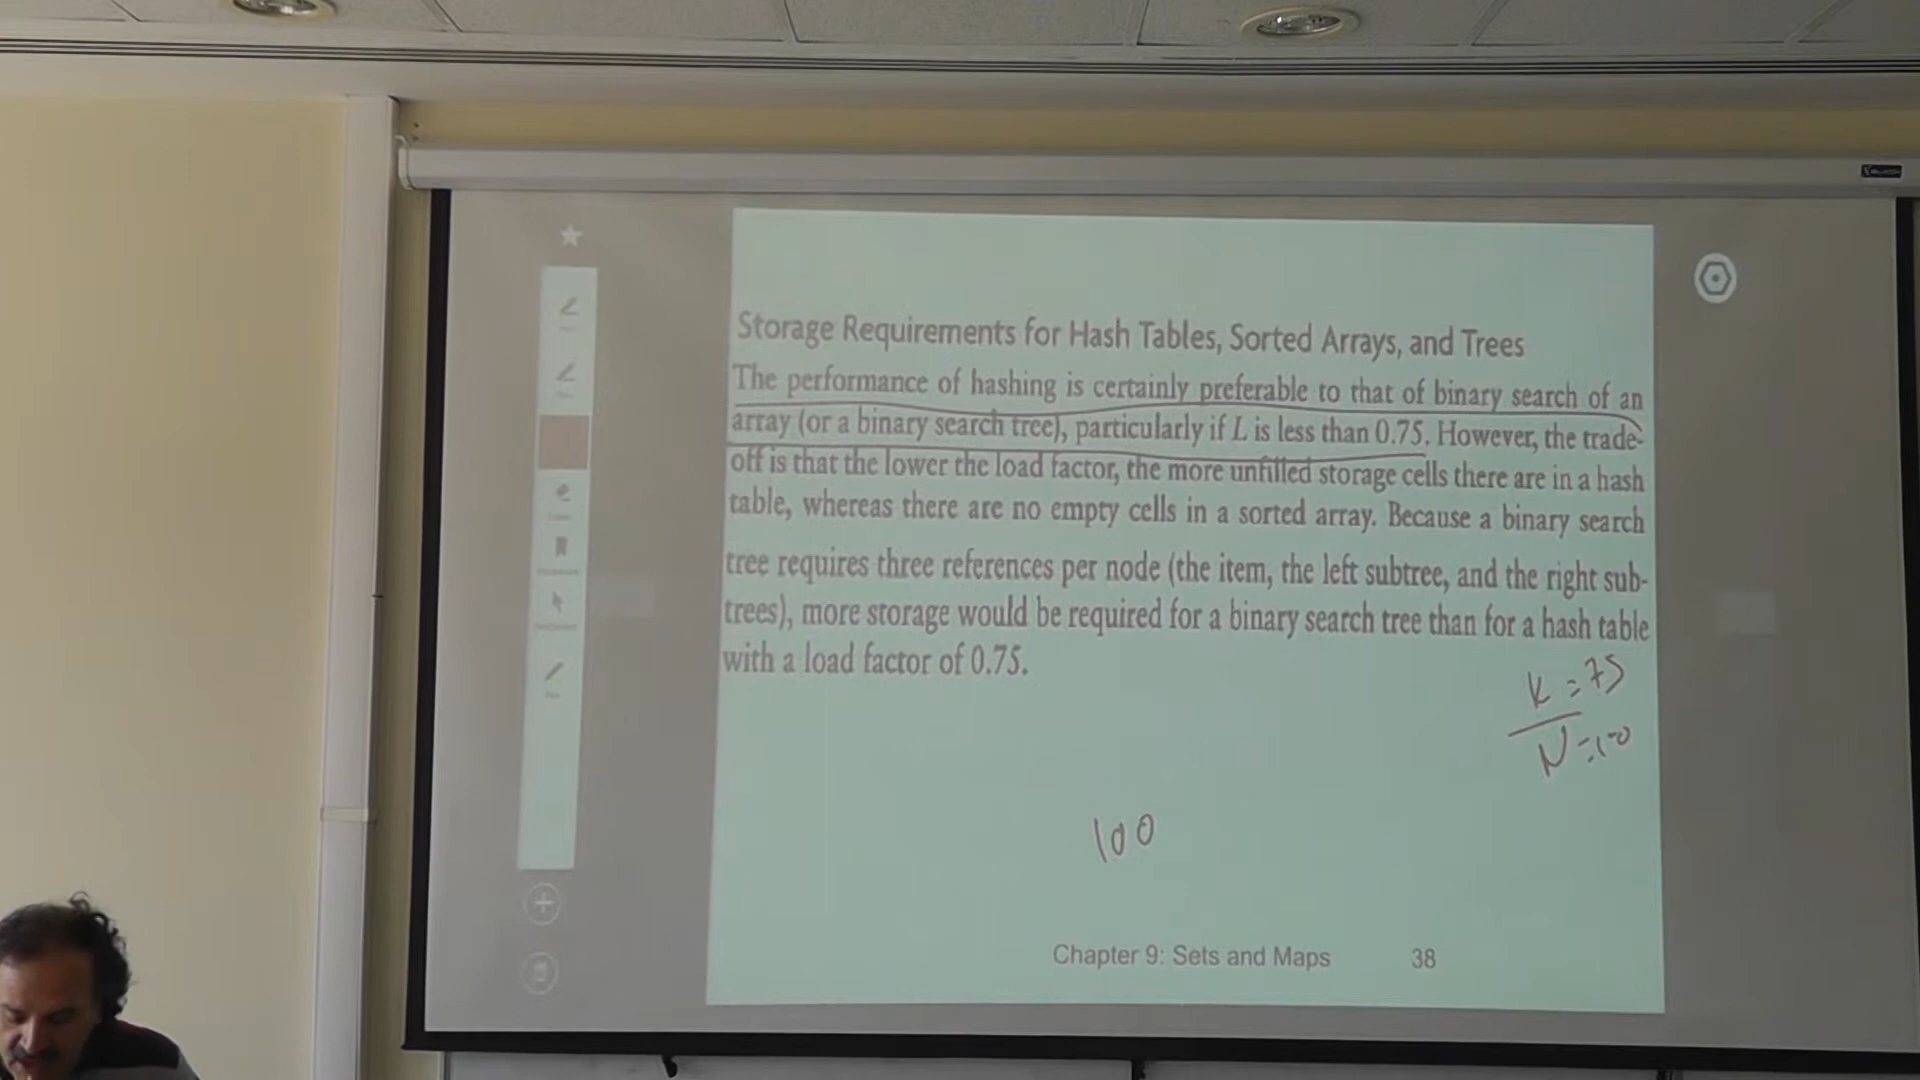 Storage Requirements for Hash Tables, Sorted Arrays, and Trees
The performance of hashing is certainly preferable to that of binary search of an
array (or a binary search tree), particularly if L is less than 0.75. However, the trade-
off is that the lower the load factor, the more unfilled storage cells there are in a hash
table, whereas there are no empty cells in a sorted array. Because a binary search
tree requires three references per node (the item, the left subtree, and the right sub-
trees), more storage would be required for a binary search tree than for a hash table
with a load factor of 0.75.
K = 75
N = 100
100
Chapter 9: Sets and Maps 38